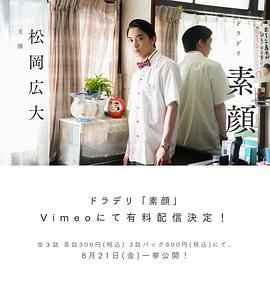 ドラデリ
素顔
主演
松岡広大
ドラデリ「素顔」
Vimeoにて有料配信決定！
全３話 各話300円(税込) 3話パック600円(税込)にて、
8月21日(金)一挙公開！